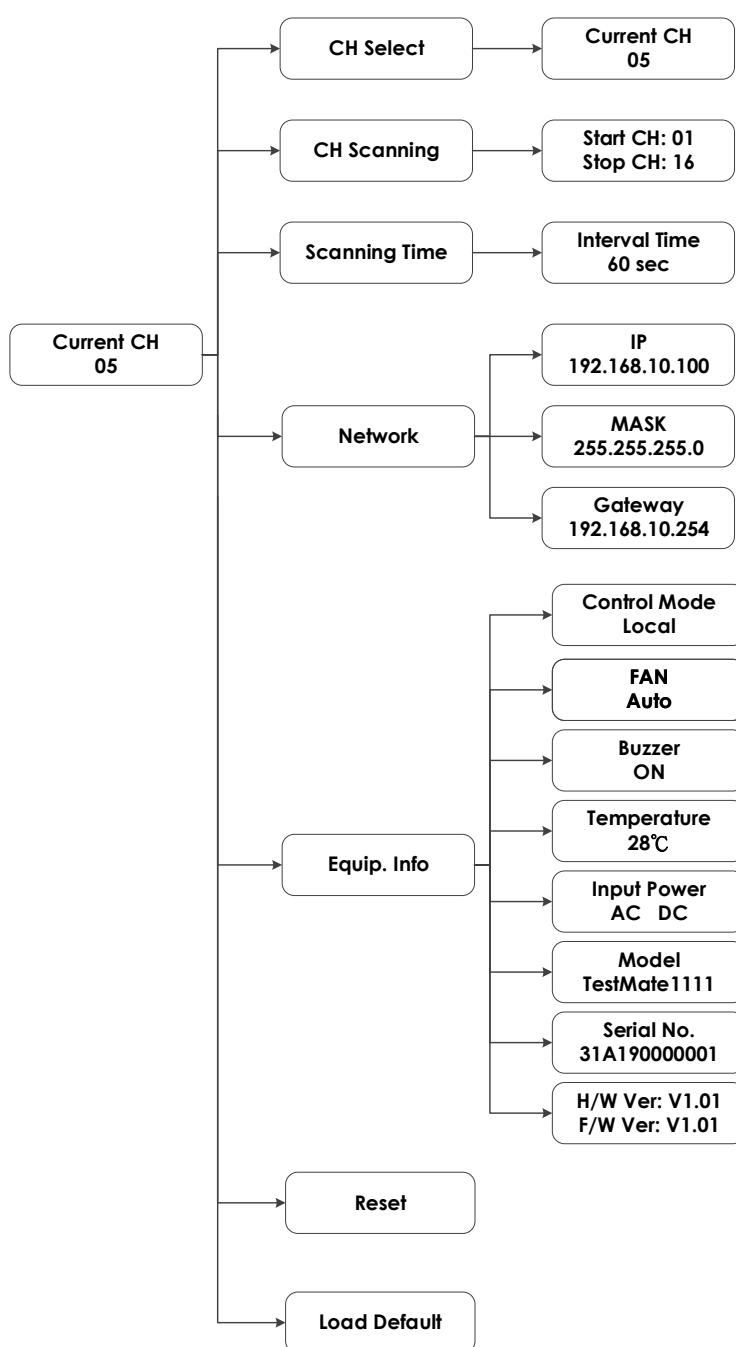 CH Select
Current CH
05
CH Scanning
Start CH: 01
Stop CH: 16
Scanning Time
Interval Time
60 sec
Current CH
05
Network
IP
192.168.10.100
MASK
255.255.255.0
Gateway
192.168.10.254
Equip. Info
Control Mode
Local
FAN
Auto
Buzzer
ON
Temperature
28℃
Input Power
AC   DC
Model
TestMate1111
Serial No.
31A190000001
H/W Ver: V1.01
F/W Ver: V1.01
Reset
Load Default